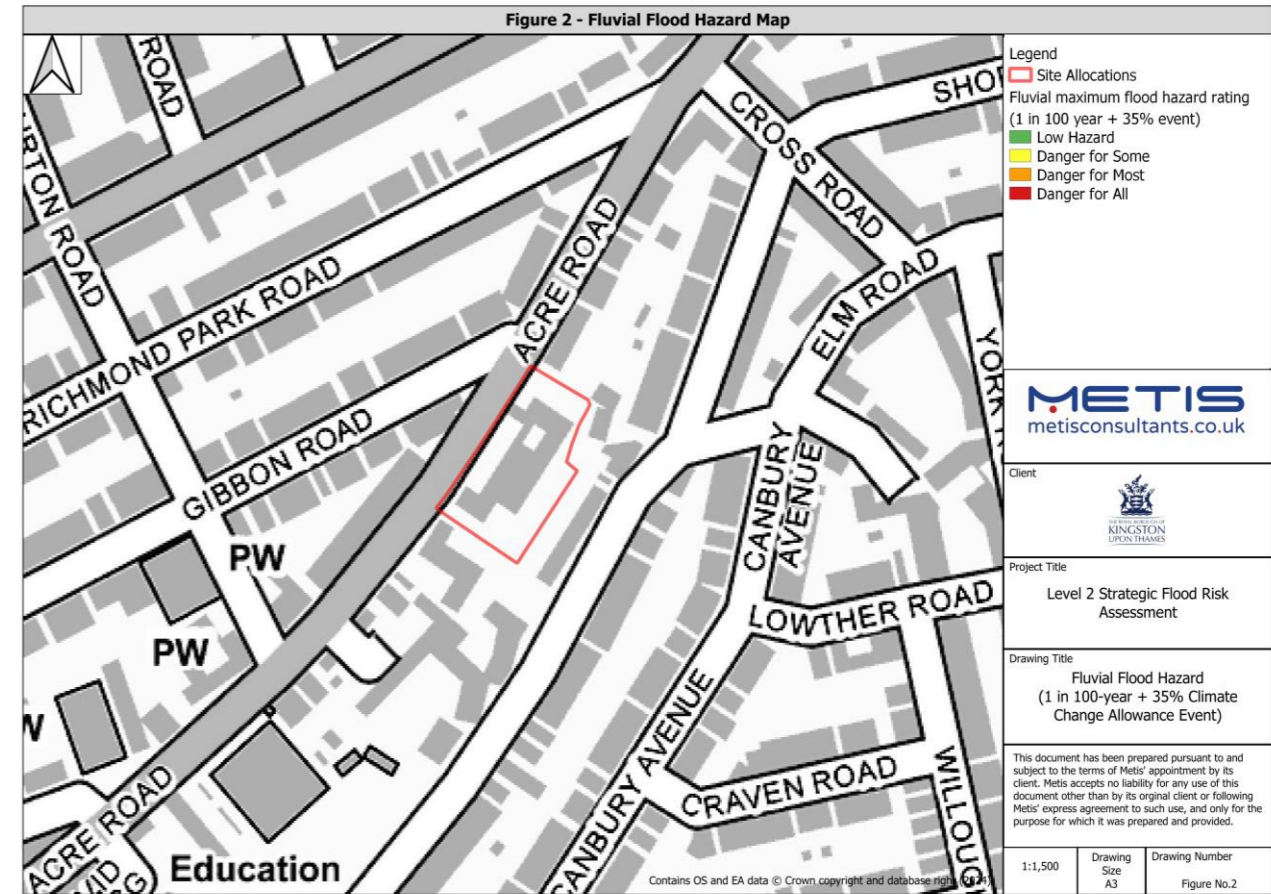 Figure 2 - Fluvial Flood Hazard Map
ROAD
CROSS ROAD
ROAD
ACRE ROAD
ELM ROAD
RICHMOND PARK ROAD
GIBBON ROAD
CANBURY
AVENUE
PW
LOWTHER ROAD
PW
CANBURY AVENUE
CRAVEN ROAD
ACRE ROAD
Education
Contains OS and EA data © Crown copyright and database right (2024)
Legend
Site Allocations
Fluvial maximum flood hazard rating
(1 in 100 year + 35% event)
Low Hazard
Danger for Some
Danger for Most
Danger for All
METIS
metisconsultants.co.uk
Client
THE ROYAL BOROUGH OF
KINGSTON
UPON THAMES
Project Title
Level 2 Strategic Flood Risk
Assessment
Drawing Title
Fluvial Flood Hazard
(1 in 100-year + 35% Climate
Change Allowance Event)
This document has been prepared pursuant to and
subject to the terms of Metis' appointment by its
client. Metis accepts no liability for any use of this
document other than by its orginal client or following
Metis' express agreement to such use, and only for the
purpose for which it was prepared and provided.
1:1,500
Drawing
Size
A3
Drawing Number
Figure No.2